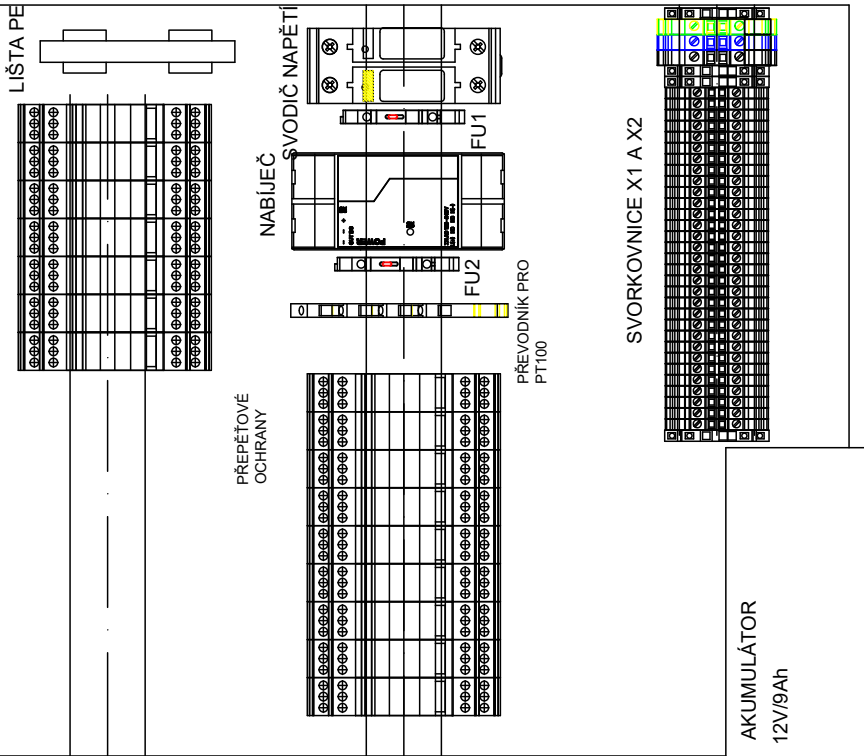 LIŠTA PE
SVODIČ NAPĚTÍ
FU1
NABÍJEČ
FU2
PŘEVODNÍK PRO
PT100
PŘEPĚŤOVÉ
OCHRANY
SVORKOVNICE X1 A X2
AKUMULÁTOR
12V/9Ah